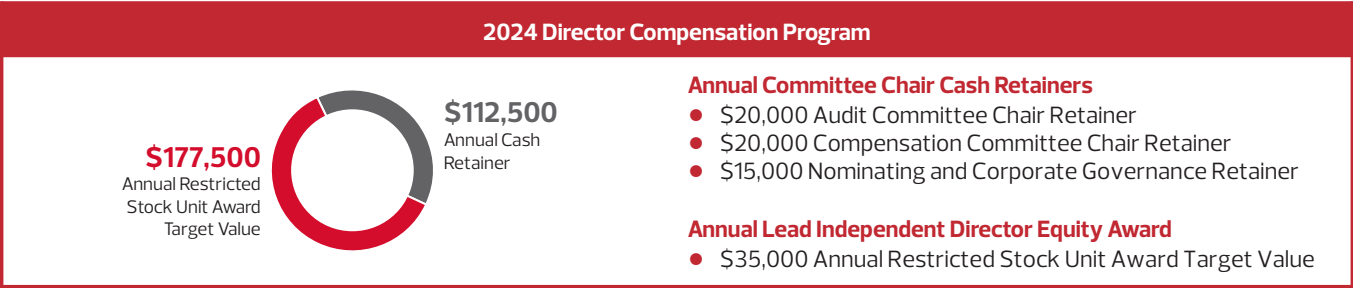 2024 Director Compensation Program
$177,500
Annual Restricted
Stock Unit Award
Target Value
$112,500
Annual Cash
Retainer
Annual Committee Chair Cash Retainers
● $20,000 Audit Committee Chair Retainer
● $20,000 Compensation Committee Chair Retainer
● $15,000 Nominating and Corporate Governance Retainer
Annual Lead Independent Director Equity Award
● $35,000 Annual Restricted Stock Unit Award Target Value